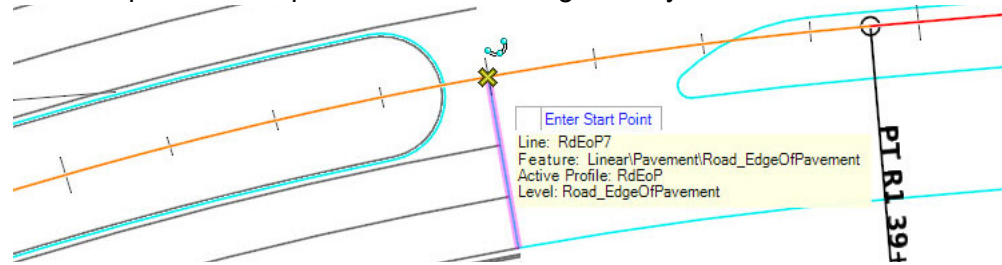 Enter Start Point
Line: RdEoP7
Feature: Linear\Pavement\Road_EdgeOfPavement
Active Profile: RdEoP
Level: Road_EdgeOfPavement
PT R1 39+